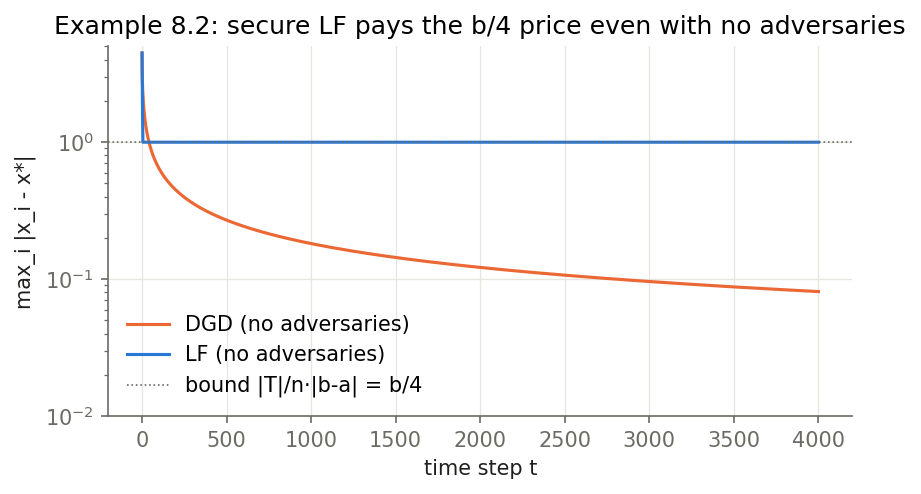 Example 8.2: secure LF pays the b/4 price even with no adversaries
max_i |x_i - x*|
10⁰
10⁻¹
10⁻²
DGD (no adversaries)
LF (no adversaries)
bound |T|/n·|b-a| = b/4
0 500 1000 1500 2000 2500 3000 3500 4000
time step t